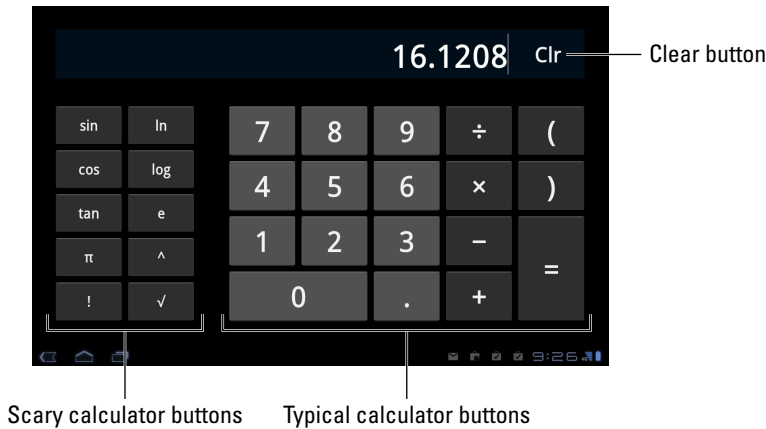 16.1208 Clr
Clear button
sin ln 7 8 9 ÷ (
cos log 4 5 6 × )
tan e 1 2 3 −
π ^ =
! √ 0 . +
9:26
Scary calculator buttons Typical calculator buttons